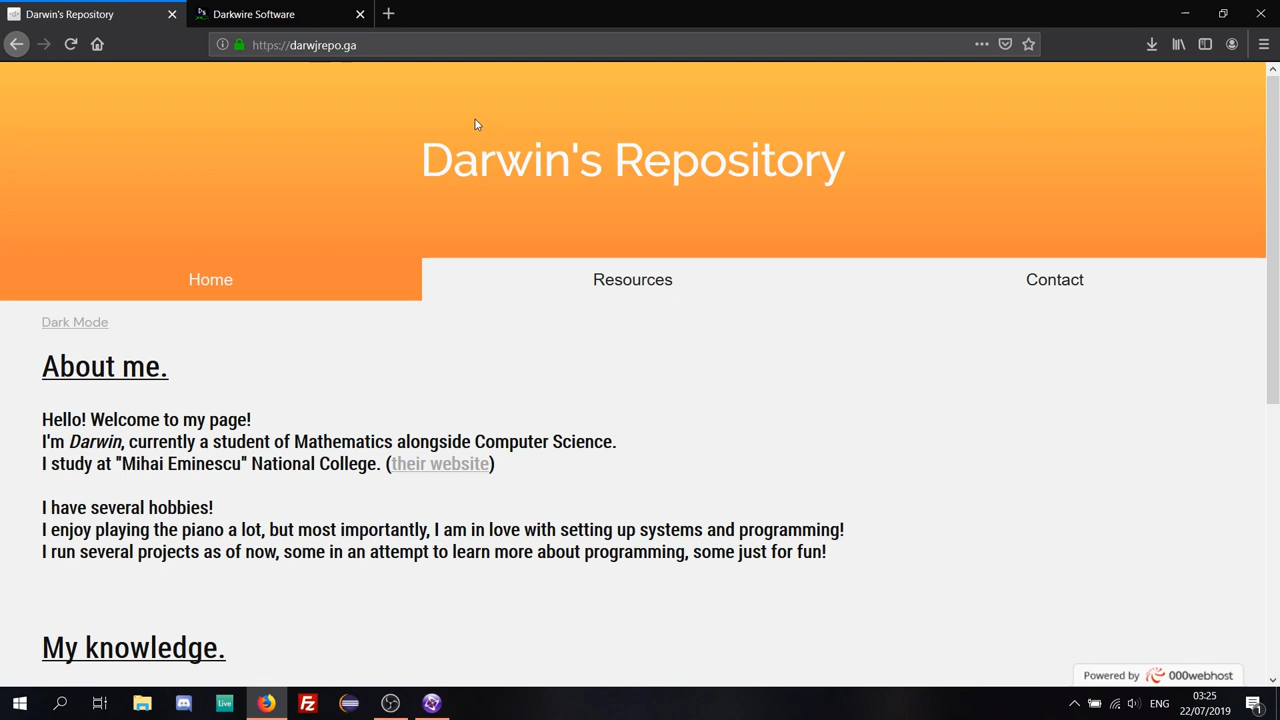 Darwin's Repository
Darkwire Software
https://darwjrepo.ga
Darwin's Repository
Home
Resources
Contact
Dark Mode
About me.
Hello! Welcome to my page!
I'm Darwin, currently a student of Mathematics alongside Computer Science.
I study at "Mihai Eminescu" National College. (their website)
I have several hobbies!
I enjoy playing the piano a lot, but most importantly, I am in love with setting up systems and programming!
I run several projects as of now, some in an attempt to learn more about programming, some just for fun!
My knowledge.
Powered by 000webhost
Live
Fz
ENG
03:25
22/07/2019
1